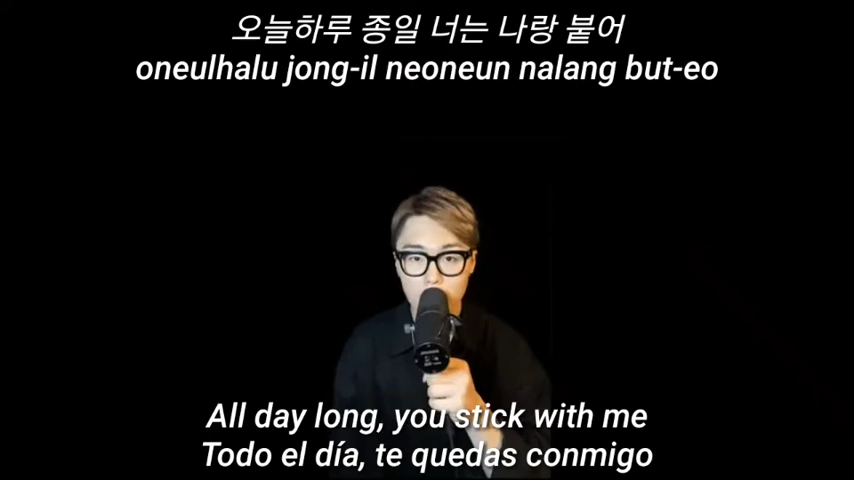 오늘하루 종일 너는 나랑 붙어
oneulhalu jong-il neoneun nalang but-eo
All day long, you stick with me
Todo el día, te quedas conmigo